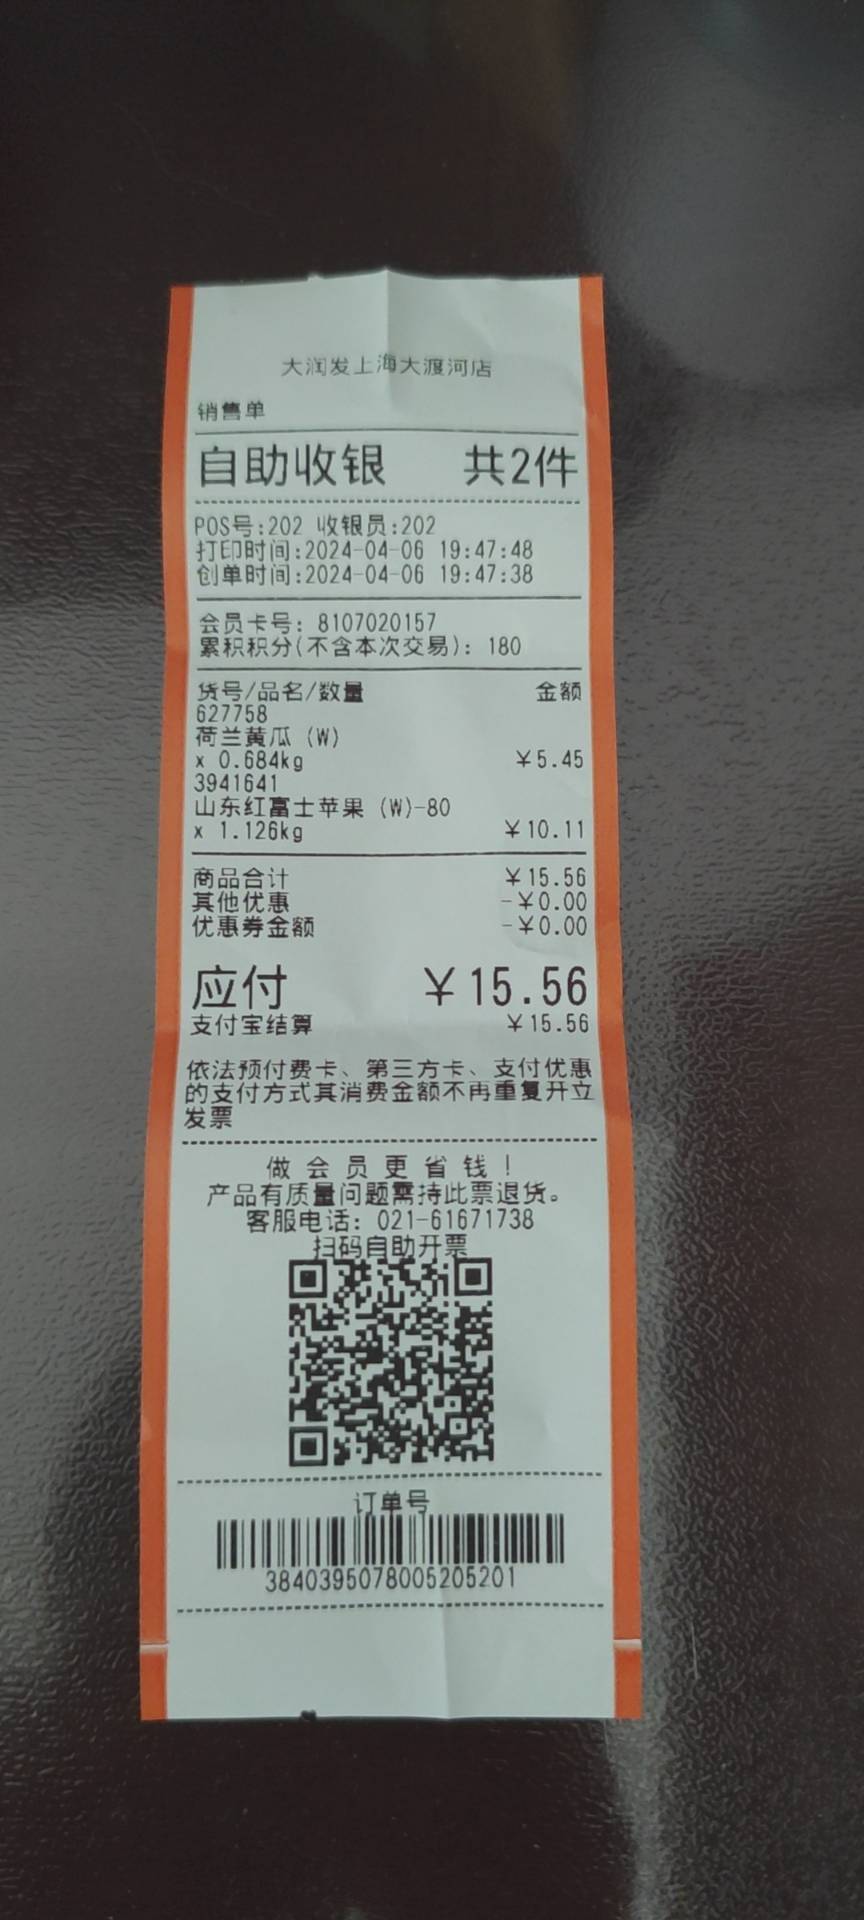 大润发上海大渡河店
销售单
自助收银 共2件
POS号:202 收银员:202
打印时间:2024-04-06 19:47:48
创单时间:2024-04-06 19:47:38
会员卡号: 8107020157
累积积分(不含本次交易): 180
货号/品名/数量 金额
627758
荷兰黄瓜 (W)
x 0.684kg ￥5.45
3941641
山东红富士苹果 (W)-80
x 1.126kg ￥10.11
商品合计 ￥15.56
其他优惠 -￥0.00
优惠券金额 -￥0.00
应付 ￥15.56
支付宝结算 ￥15.56
依法预付费卡、第三方卡、支付优惠
的支付方式其消费金额不再重复开立
发票
做会员更省钱!
产品有质量问题需持此票退货。
客服电话: 021-61671738
扫码自助开票
订单号
3840395078005205201